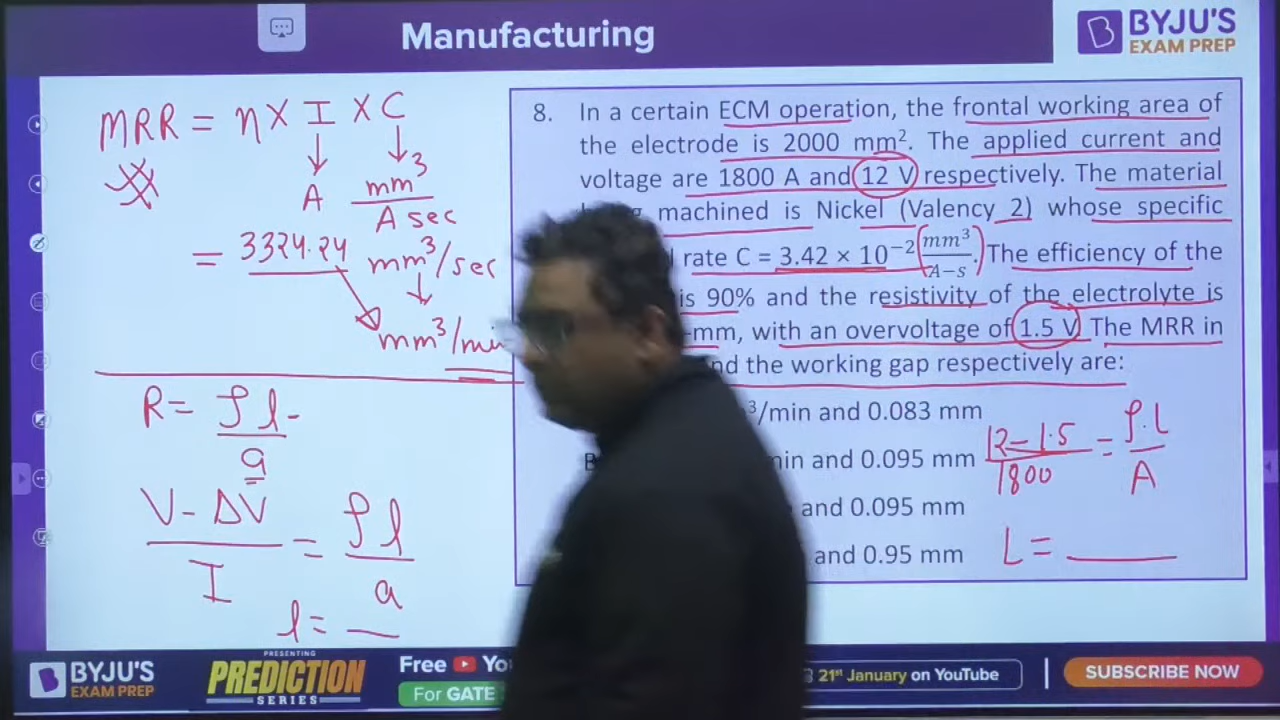 Manufacturing
BYJU'S
EXAM PREP
MRR = η × I × C
A mm³/A sec
= 3324.24 mm³/sec
mm³/min
R = ρl/a
V - ΔV/I = ρl/a
l = __
8. In a certain ECM operation, the frontal working area of
the electrode is 2000 mm². The applied current and
voltage are 1800 A and 12 V respectively. The material
machined is Nickel (Valency 2) whose specific
rate C = 3.42 × 10⁻² (mm³/A−s). The efficiency of the
is 90% and the resistivity of the electrolyte is
-mm, with an overvoltage of 1.5 V. The MRR in
nd the working gap respectively are:
³/min and 0.083 mm
B min and 0.095 mm
and 0.095 mm
and 0.95 mm
12-1.5/1800 = ρ.L/A
L = ____
BYJU'S
EXAM PREP
PRESENTING
PREDICTION
SERIES
Free
For GATE
21st January on YouTube
SUBSCRIBE NOW